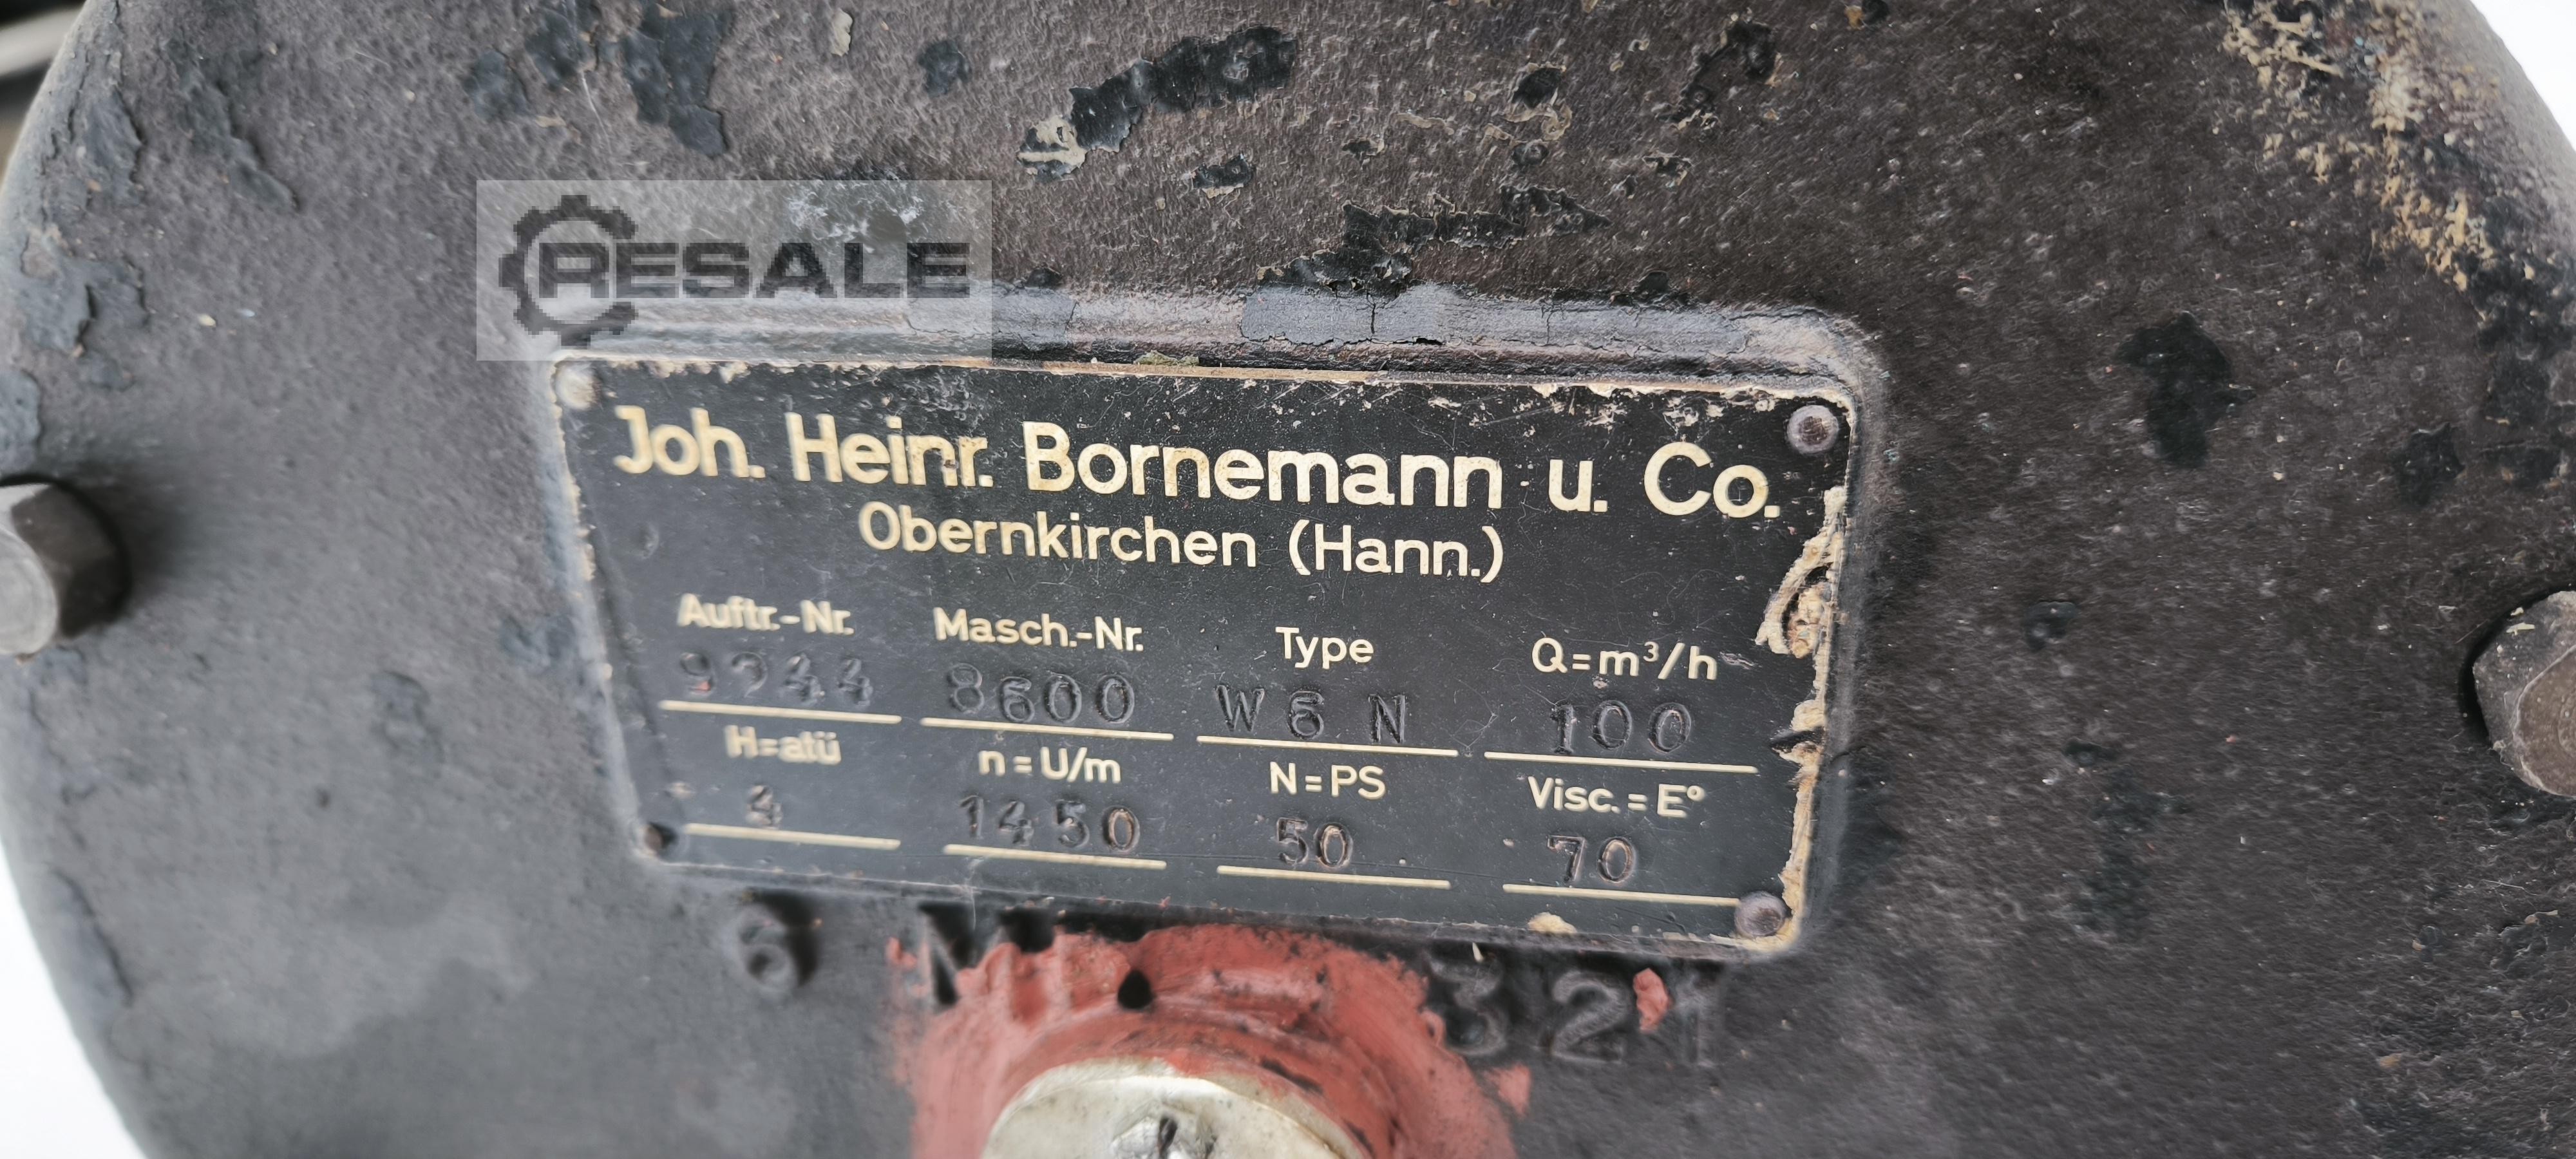 RESALE
Joh. Heinr. Bornemann u. Co.
Obernkirchen (Hann.)
Auftr.-Nr. Masch.-Nr. Type Q=m³/h
8600 W6 N 100
H=atü n=U/m N=PS Visc.=E°
4 1450 50 70
6 321